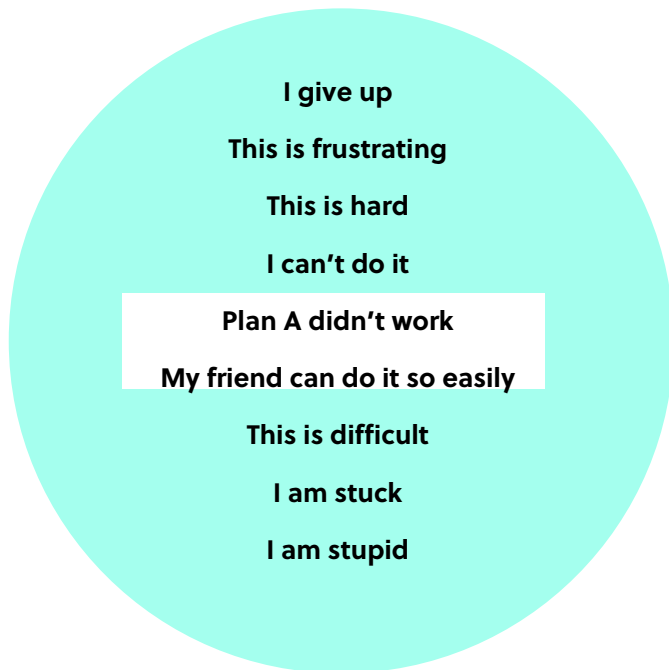 I give up
This is frustrating
This is hard
I can’t do it
Plan A didn’t work
My friend can do it so easily
This is difficult
I am stuck
I am stupid